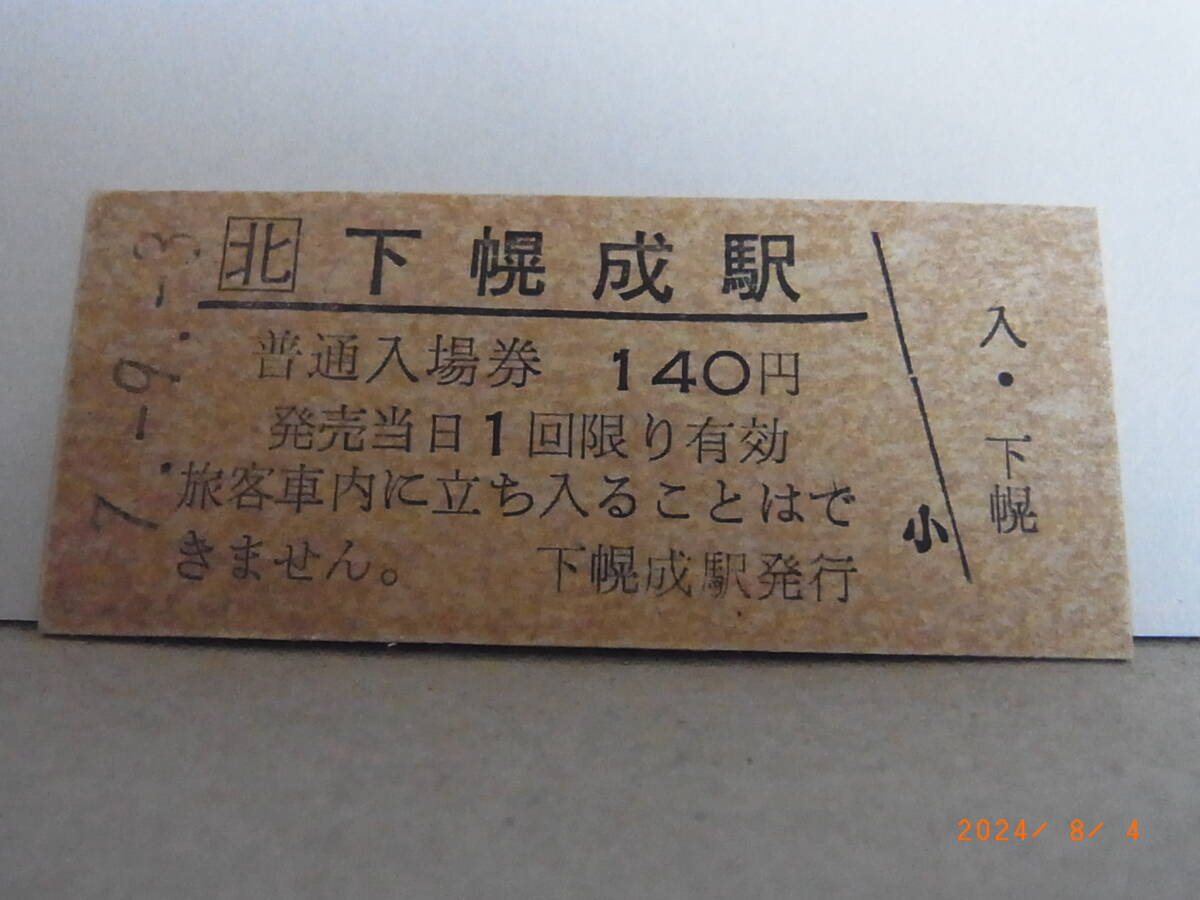 7.-9.-3
北 下幌成駅
普通入場券 140円
発売当日1回限り有効
旅客車内に立ち入ることはで
きません。 下幌成駅発行
小
入・下幌
2024/ 8/ 4